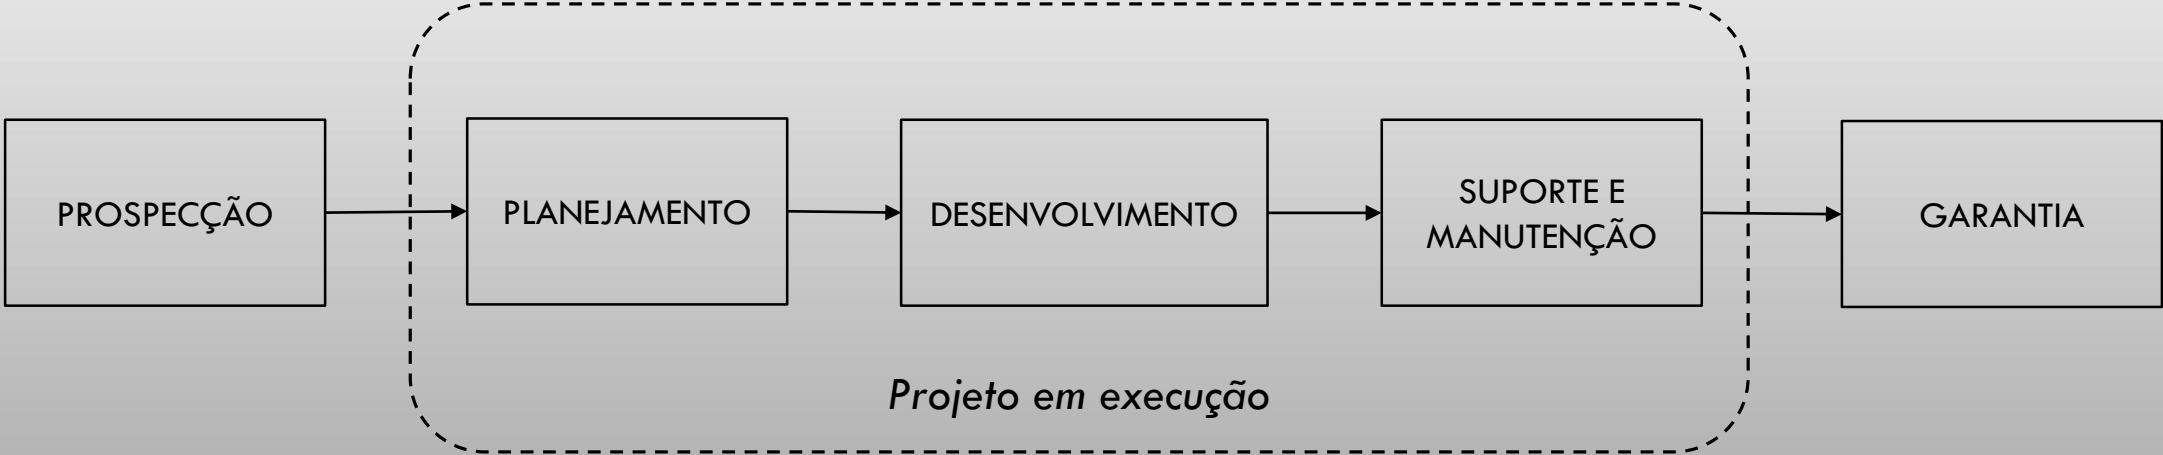 PROSPECÇÃO
PLANEJAMENTO
DESENVOLVIMENTO
SUPORTE E
MANUTENÇÃO
GARANTIA
Projeto em execução